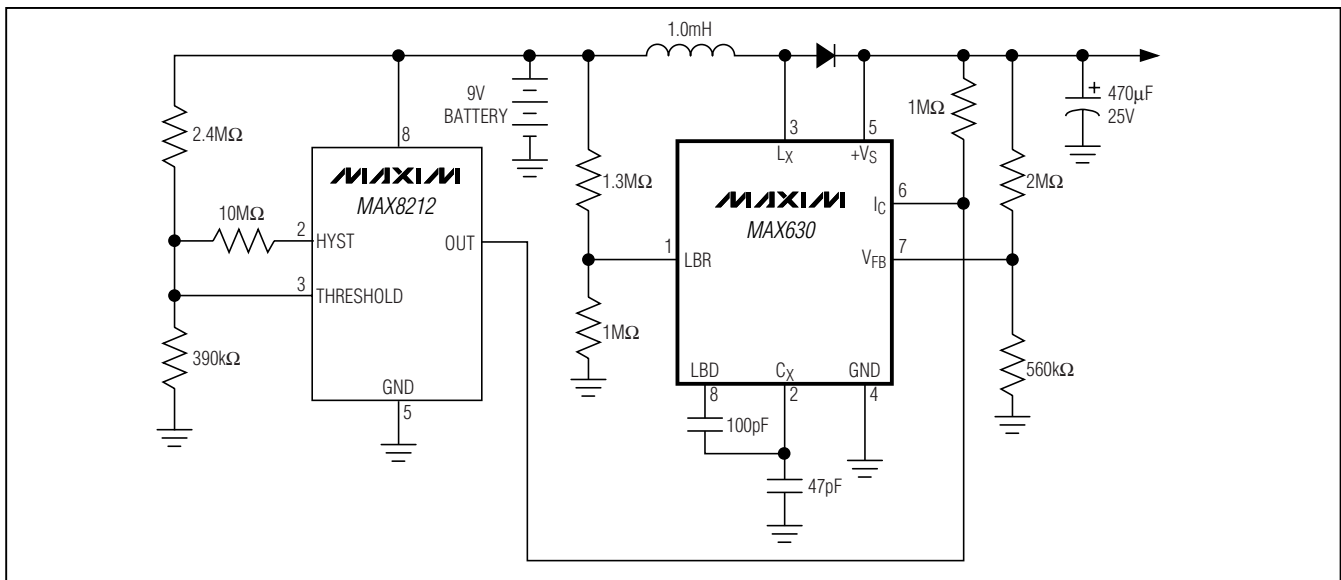 1.0mH
9V
BATTERY
2.4MΩ
8
MAXIM
MAX8212
10MΩ
2
HYST
OUT
3
THRESHOLD
390kΩ
GND
5
1.3MΩ
1MΩ
3
LX
5
+VS
MAXIM
MAX630
1
LBR
6
IC
7
VFB
LBD
8
CX
2
GND
4
100pF
47pF
1MΩ
2MΩ
560kΩ
+
470μF
25V